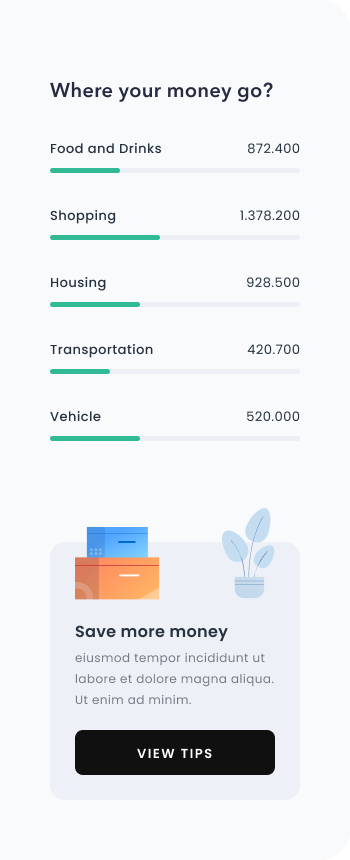 Where your money go?
Food and Drinks 872.400
Shopping 1.378.200
Housing 928.500
Transportation 420.700
Vehicle 520.000
Save more money
eiusmod tempor incididunt ut
labore et dolore magna aliqua.
Ut enim ad minim.
VIEW TIPS